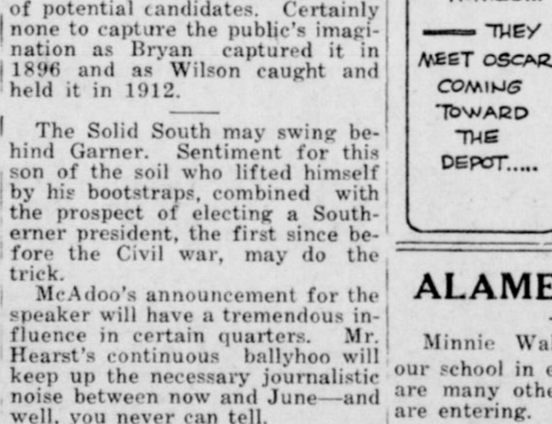 of potential candidates. Certainly
none to capture the public's imagi-
nation as Bryan captured it in
1896 and as Wilson caught and
held it in 1912.
The Solid South may swing be-
hind Garner. Sentiment for this
son of the soil who lifted himself
by his bootstraps, combined with
the prospect of electing a South-
erner president, the first since be-
fore the Civil war, may do the
trick.
McAdoo's announcement for the
speaker will have a tremendous in-
fluence in certain quarters. Mr.
Hearst's continuous ballyhoo will
keep up the necessary journalistic
noise between now and June—and
well, you never can tell.
THEY
MEET OSCAR
COMING
TOWARD
THE
DEPOT.....
ALAME
Minnie Wal
our school in
are many othe
are entering.